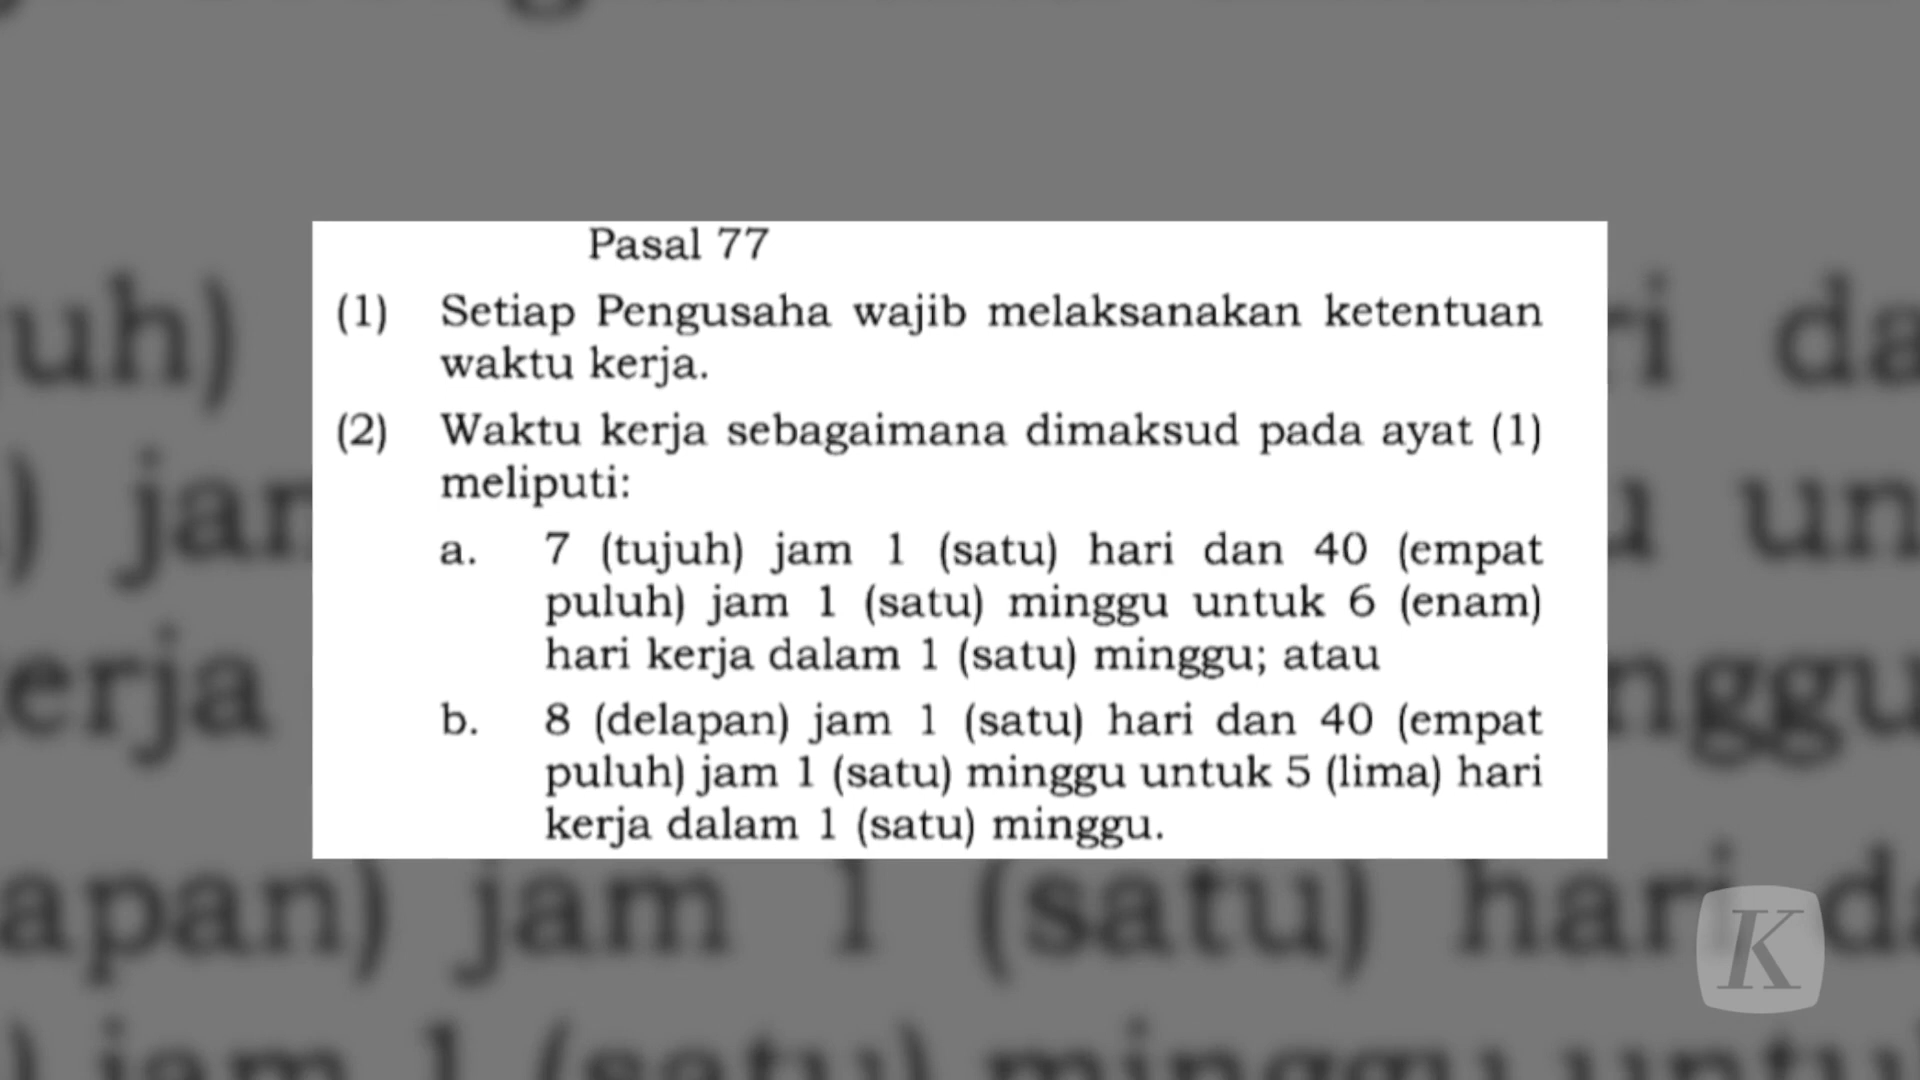 Pasal 77
(1) Setiap Pengusaha wajib melaksanakan ketentuan
waktu kerja.
(2) Waktu kerja sebagaimana dimaksud pada ayat (1)
meliputi:
a. 7 (tujuh) jam 1 (satu) hari dan 40 (empat
puluh) jam 1 (satu) minggu untuk 6 (enam)
hari kerja dalam 1 (satu) minggu; atau
b. 8 (delapan) jam 1 (satu) hari dan 40 (empat
puluh) jam 1 (satu) minggu untuk 5 (lima) hari
kerja dalam 1 (satu) minggu.
K